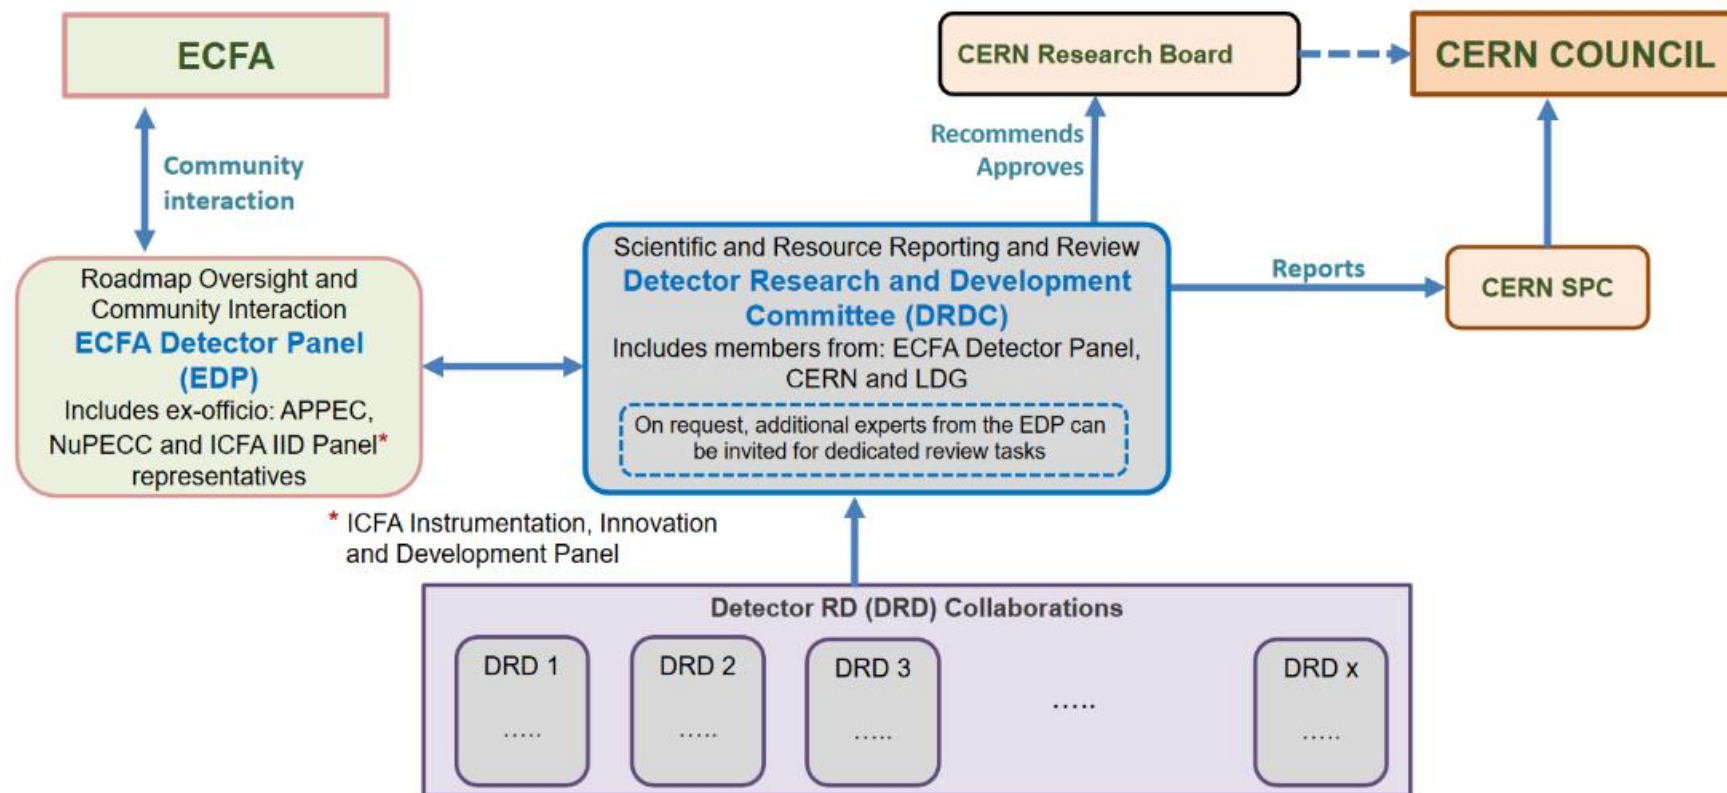 ECFA
CERN Research Board
CERN COUNCIL
Community
interaction
Recommends
Approves
Roadmap Oversight and
Community Interaction
ECFA Detector Panel
(EDP)
Includes ex-officio: APPEC,
NuPECC and ICFA IID Panel*
representatives
Scientific and Resource Reporting and Review
Detector Research and Development
Committee (DRDC)
Includes members from: ECFA Detector Panel,
CERN and LDG
On request, additional experts from the EDP can
be invited for dedicated review tasks
Reports
CERN SPC
* ICFA Instrumentation, Innovation
and Development Panel
Detector RD (DRD) Collaborations
DRD 1
.....
DRD 2
.....
DRD 3
.....
.....
DRD x
.....